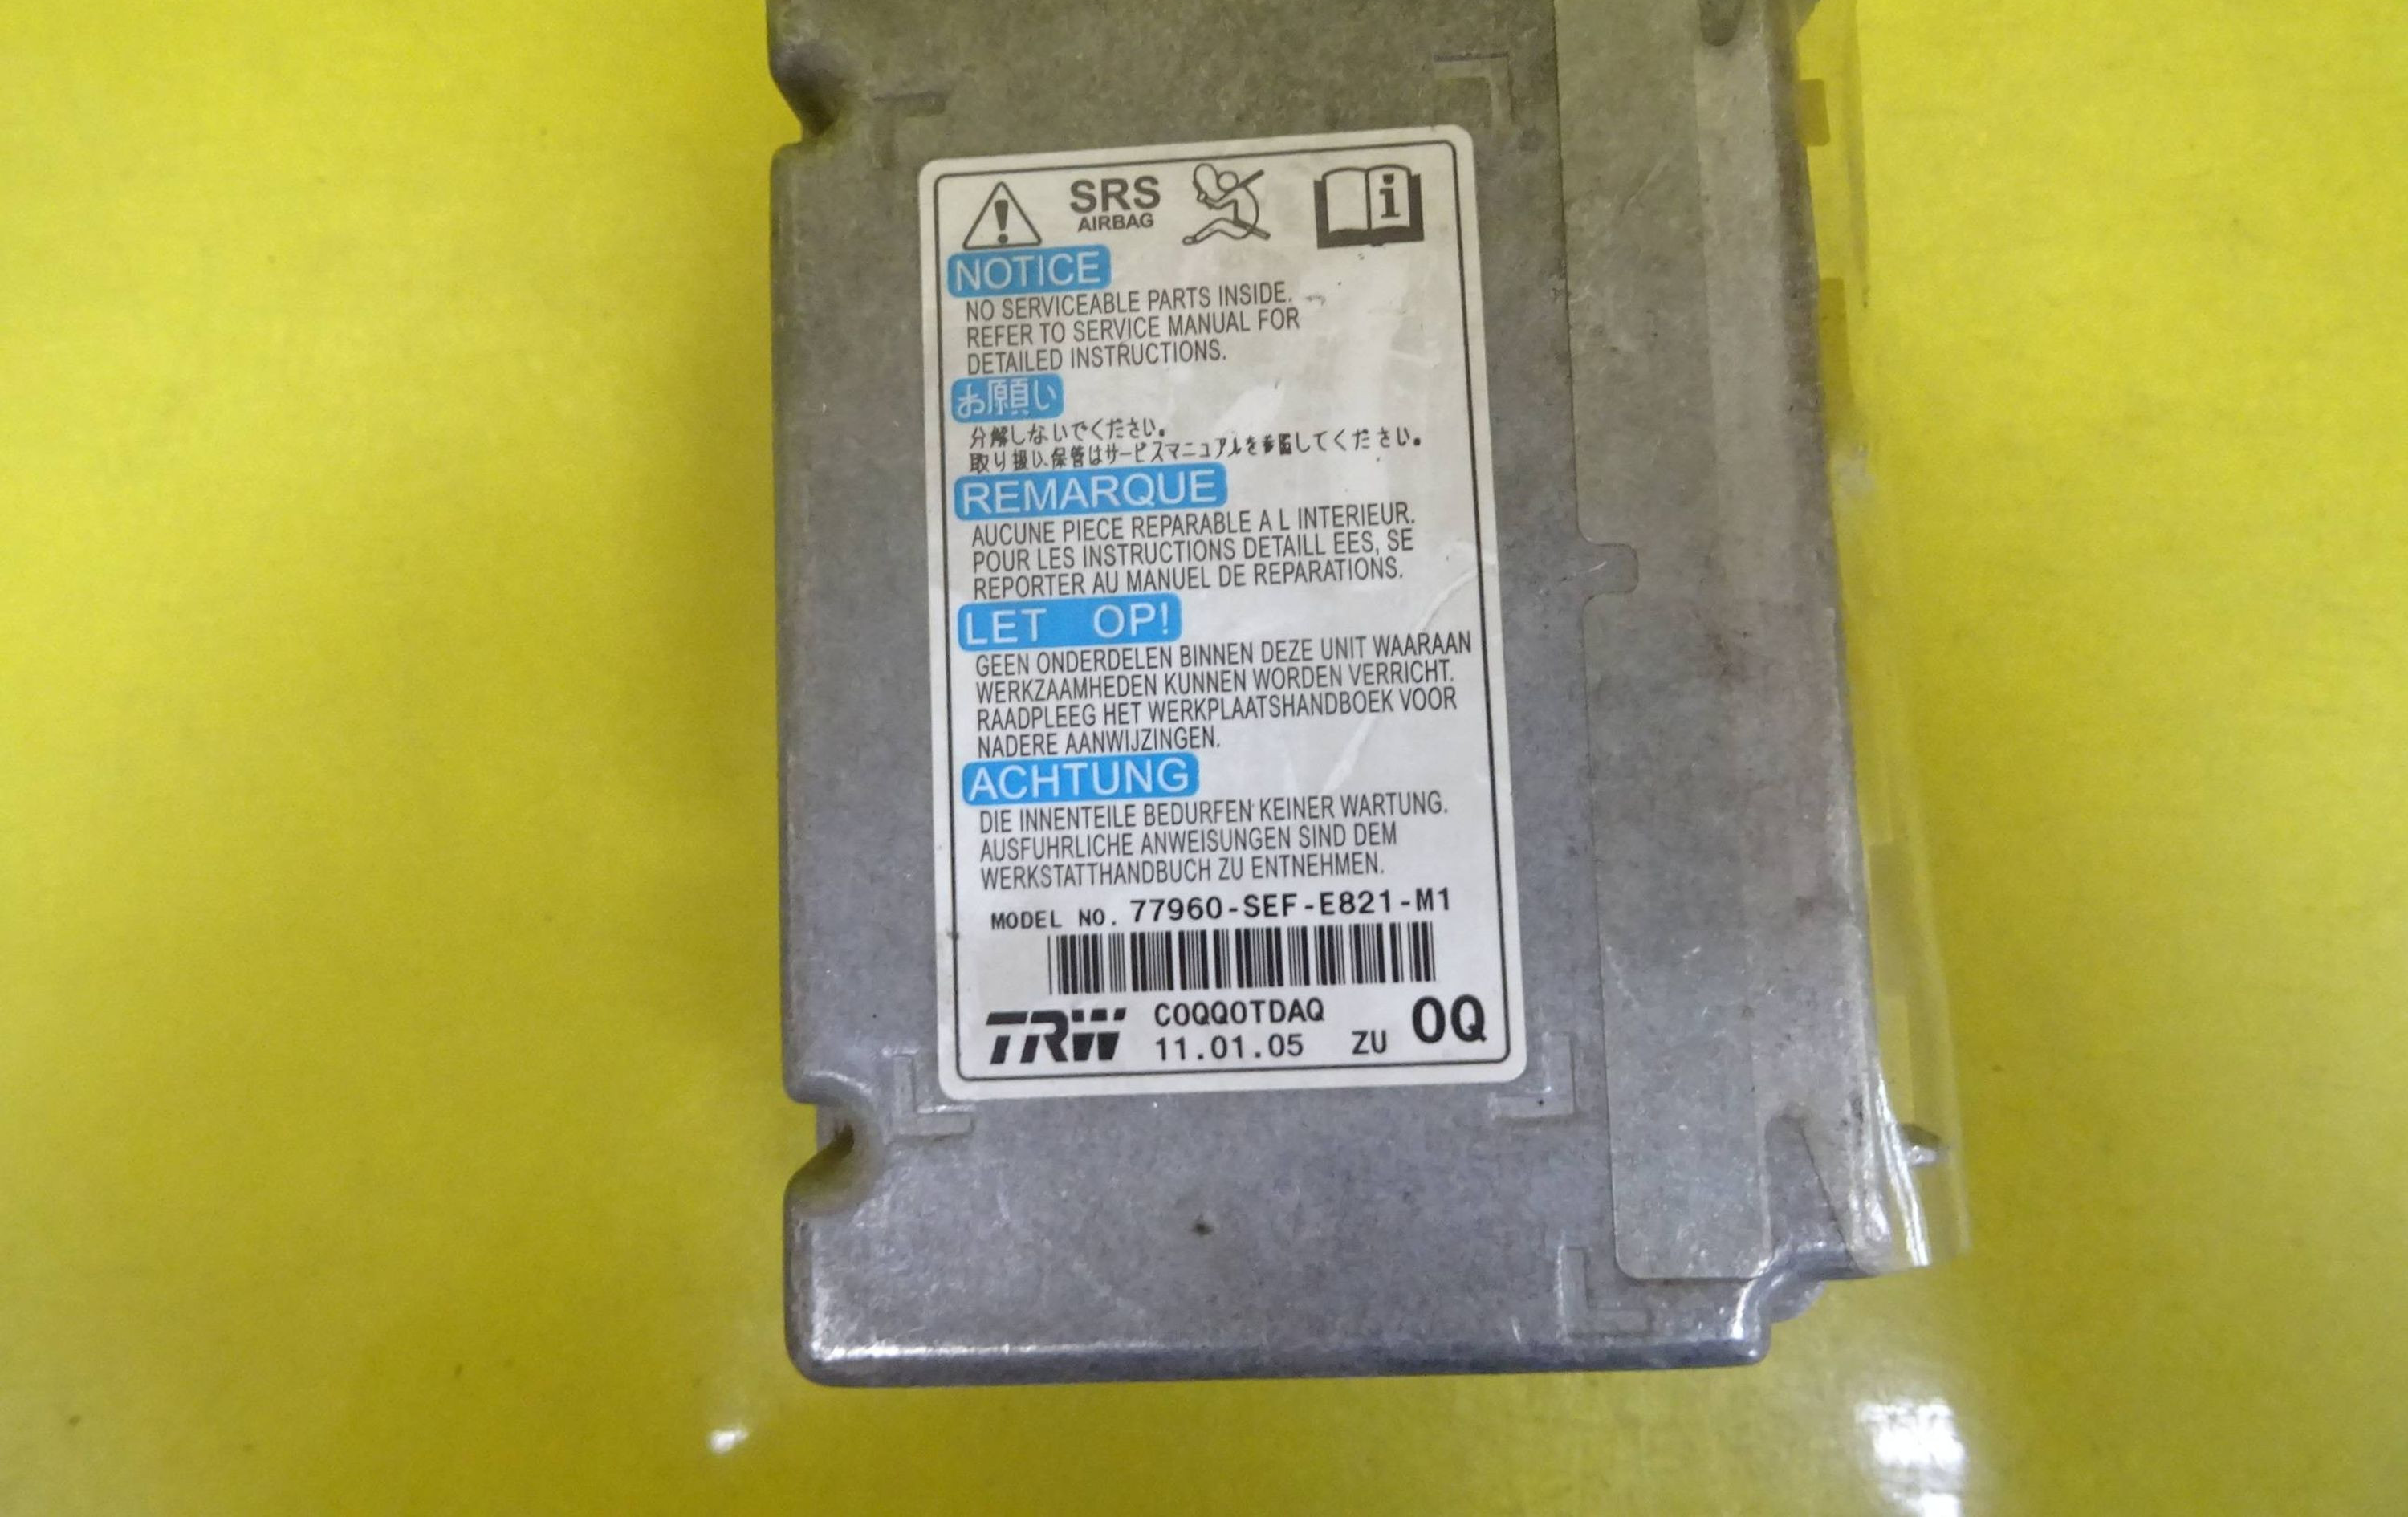 SRS
AIRBAG
i
NOTICE
NO SERVICEABLE PARTS INSIDE.
REFER TO SERVICE MANUAL FOR
DETAILED INSTRUCTIONS.
お願い
分解しないでください。
取り扱い、保管はサービスマニュアルを参照してください。
REMARQUE
AUCUNE PIECE REPARABLE A L INTERIEUR.
POUR LES INSTRUCTIONS DETAILL EES, SE
REPORTER AU MANUEL DE REPARATIONS.
LET OP!
GEEN ONDERDELEN BINNEN DEZE UNIT WAARAAN
WERKZAAMHEDEN KUNNEN WORDEN VERRICHT.
RAADPLEEG HET WERKPLAATSHANDBOEK VOOR
NADERE AANWIJZINGEN.
ACHTUNG
DIE INNENTEILE BEDURFEN KEINER WARTUNG.
AUSFUHRLICHE ANWEISUNGEN SIND DEM
WERKSTATTHANDBUCH ZU ENTNEHMEN.
MODEL NO. 77960-SEF-E821-M1
TRW C0QQ0TDAQ 0Q
11.01.05 ZU